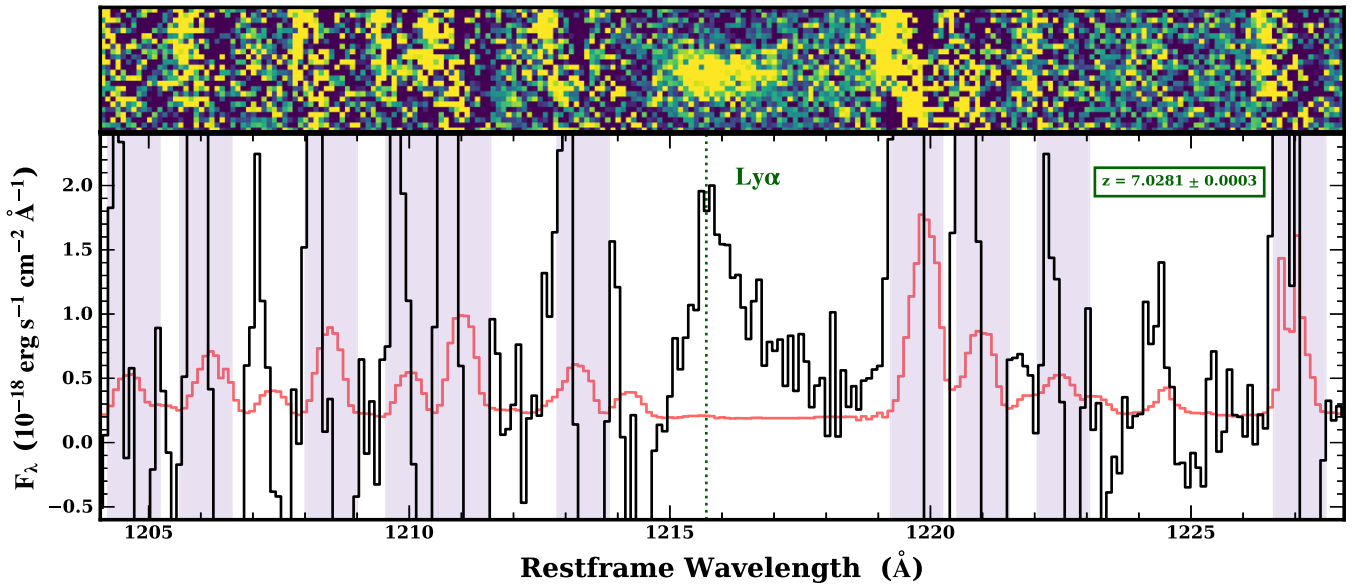 Lyα
z = 7.0281 ± 0.0003
2.0
1.5
1.0
0.5
0.0
−0.5
F_λ (10⁻¹⁸ erg s⁻¹ cm⁻² Å⁻¹)
1205
1210
1215
1220
1225
Restframe Wavelength (Å)